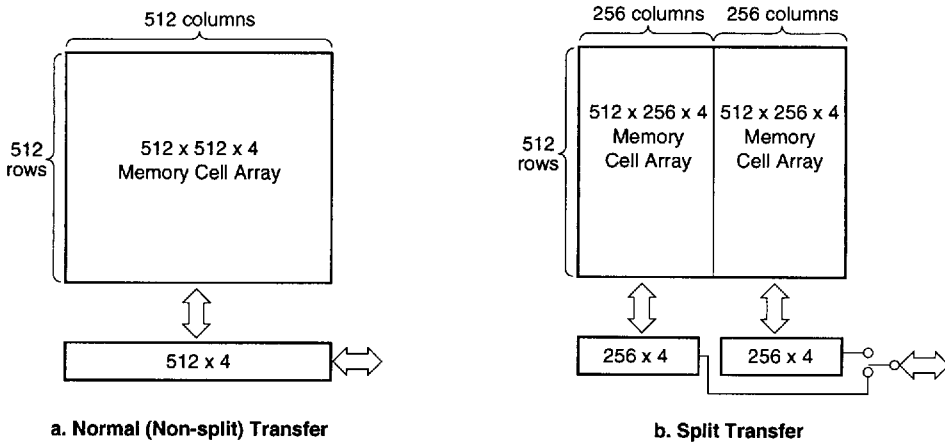 512 columns
512
rows
512 x 512 x 4
Memory Cell Array
512 x 4
a. Normal (Non-split) Transfer
256 columns
256 columns
512
rows
512 x 256 x 4
Memory
Cell Array
512 x 256 x 4
Memory
Cell Array
256 x 4
256 x 4
b. Split Transfer